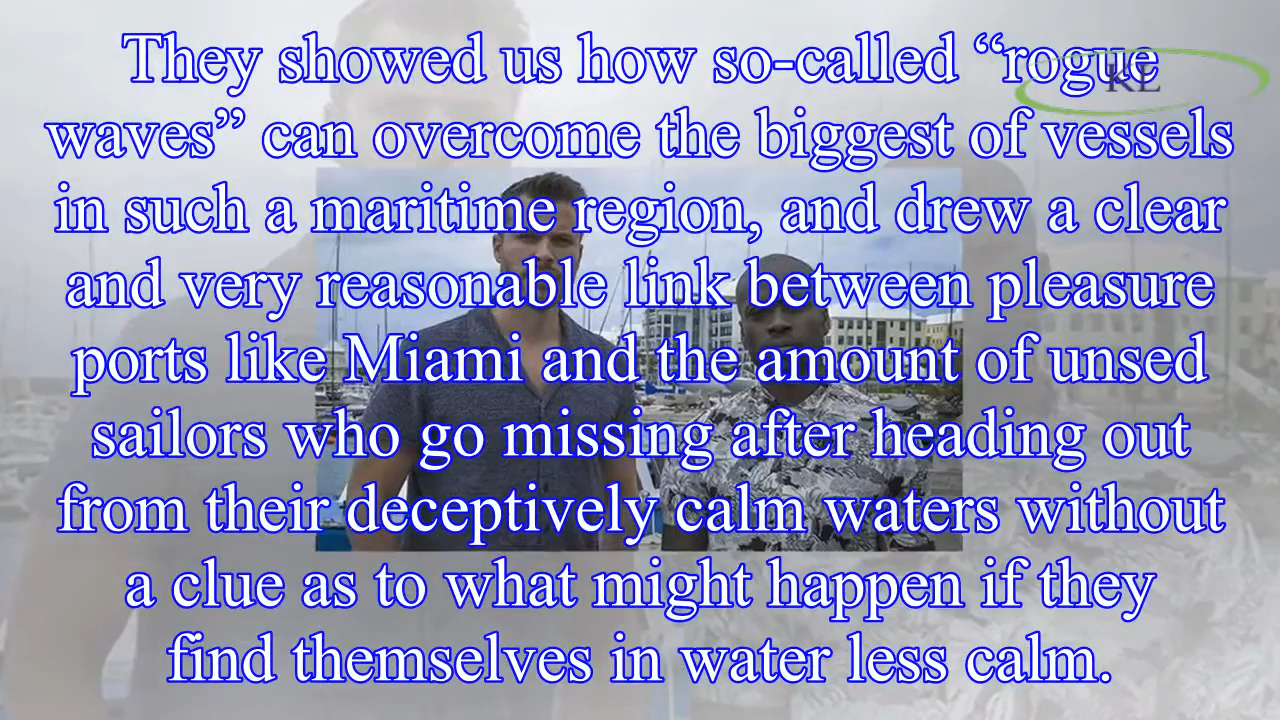 They showed us how so-called “rogue
waves” can overcome the biggest of vessels
in such a maritime region, and drew a clear
and very reasonable link between pleasure
ports like Miami and the amount of unsed
sailors who go missing after heading out
from their deceptively calm waters without
a clue as to what might happen if they
find themselves in water less calm.
KL